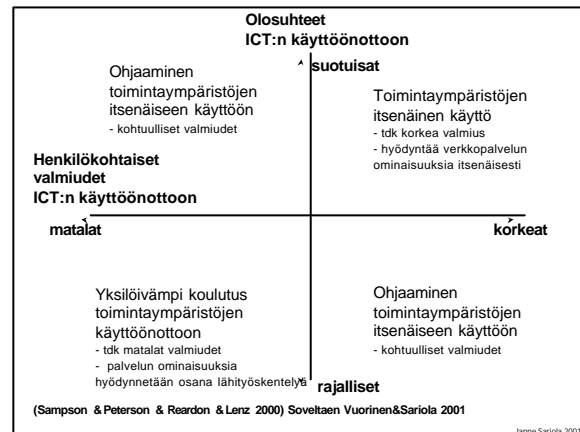 Olosuhteet
ICT:n käyttöönottoon
suotuisat
Ohjaaminen
toimintaympäristöjen
itsenäiseen käyttöön
- kohtuulliset valmiudet
Toimintaympäristöjen
itsenäinen käyttö
- tdk korkea valmius
- hyödyntää verkkopalvelun
ominaisuuksia itsenäisesti
Henkilökohtaiset
valmiudet
ICT:n käyttöönottoon
matalat
korkeat
Yksilöivämpi koulutus
toimintaympäristöjen
käyttöönottoon
- tdk matalat valmiudet
- palvelun ominaisuuksia
hyödynnetään osana lähityöskentelyä
Ohjaaminen
toimintaympäristöjen
itsenäiseen käyttöön
- kohtuulliset valmiudet
rajalliset
(Sampson & Peterson & Reardon & Lenz 2000) Soveltaen Vuorinen&Sariola 2001
Janne Sariola 2001